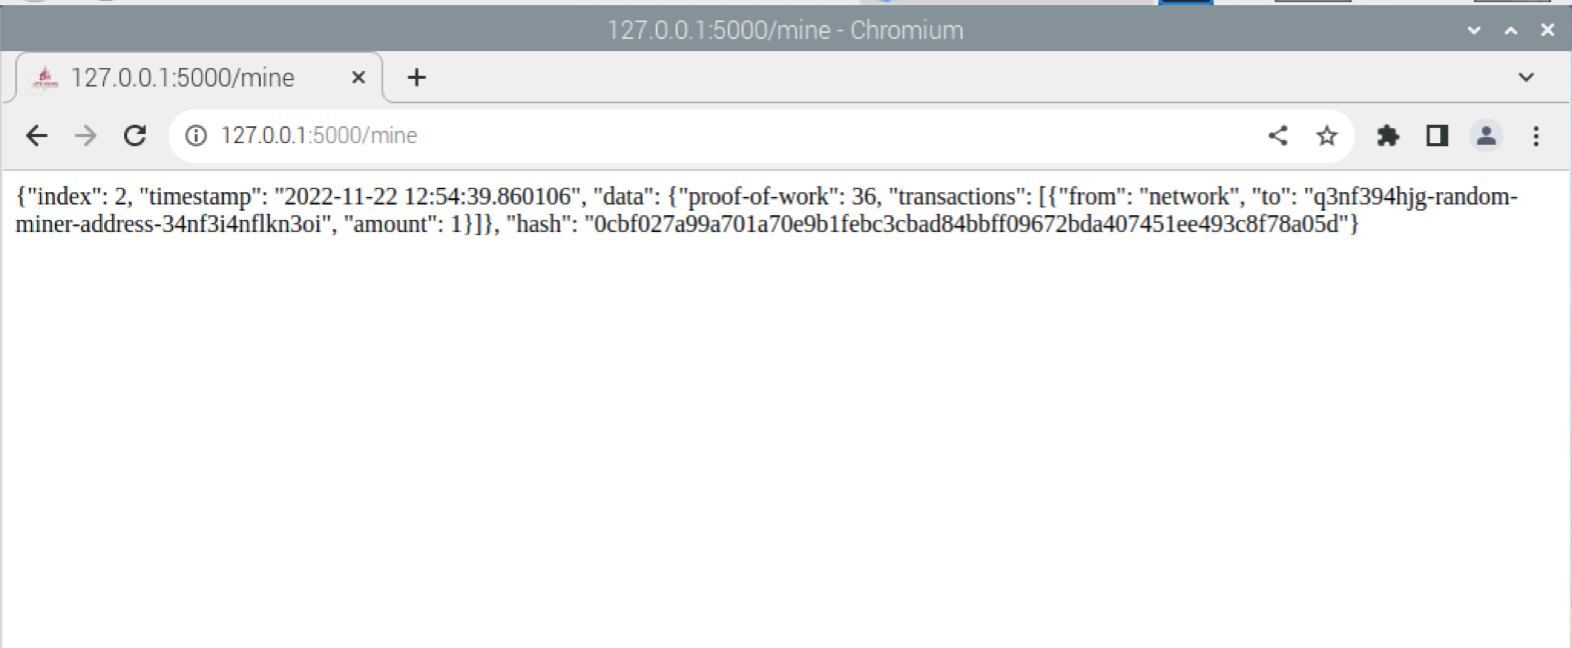 127.0.0.1:5000/mine - Chromium
127.0.0.1:5000/mine
127.0.0.1:5000/mine
{"index": 2, "timestamp": "2022-11-22 12:54:39.860106", "data": {"proof-of-work": 36, "transactions": [{"from": "network", "to": "q3nf394hjg-random-
miner-address-34nf3i4nflkn3oi", "amount": 1}]}, "hash": "0cbf027a99a701a70e9b1febc3cbad84bbff09672bda407451ee493c8f78a05d"}